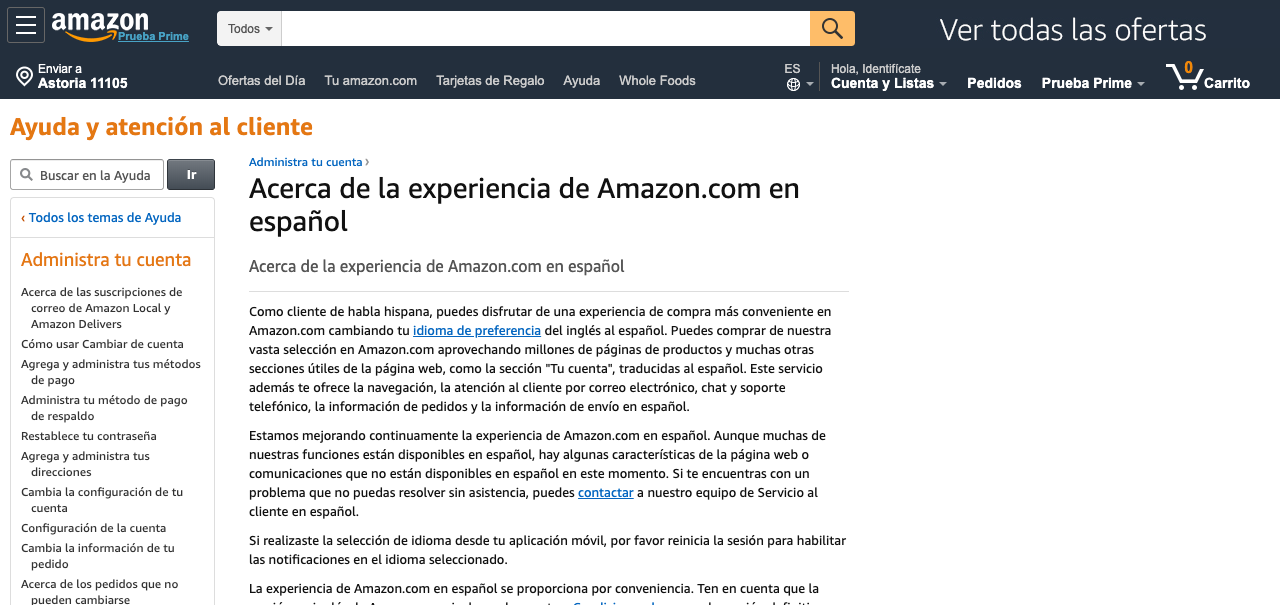 amazon
Prueba Prime
Todos
Ver todas las ofertas
Enviar a
Astoria 11105
Ofertas del Día Tu amazon.com Tarjetas de Regalo Ayuda Whole Foods
ES
Hola, Identifícate
Cuenta y Listas
Pedidos
Prueba Prime
0
Carrito
Ayuda y atención al cliente
Buscar en la Ayuda
Ir
‹ Todos los temas de Ayuda
Administra tu cuenta
Acerca de las suscripciones de
correo de Amazon Local y
Amazon Delivers
Cómo usar Cambiar de cuenta
Agrega y administra tus métodos
de pago
Administra tu método de pago
de respaldo
Restablece tu contraseña
Agrega y administra tus
direcciones
Cambia la configuración de tu
cuenta
Configuración de la cuenta
Cambia la información de tu
pedido
Acerca de los pedidos que no
pueden cambiarse
Administra tu cuenta ›
Acerca de la experiencia de Amazon.com en
español
Acerca de la experiencia de Amazon.com en español
Como cliente de habla hispana, puedes disfrutar de una experiencia de compra más conveniente en
Amazon.com cambiando tu idioma de preferencia del inglés al español. Puedes comprar de nuestra
vasta selección en Amazon.com aprovechando millones de páginas de productos y muchas otras
secciones útiles de la página web, como la sección "Tu cuenta", traducidas al español. Este servicio
además te ofrece la navegación, la atención al cliente por correo electrónico, chat y soporte
telefónico, la información de pedidos y la información de envío en español.
Estamos mejorando continuamente la experiencia de Amazon.com en español. Aunque muchas de
nuestras funciones están disponibles en español, hay algunas características de la página web o
comunicaciones que no están disponibles en español en este momento. Si te encuentras con un
problema que no puedas resolver sin asistencia, puedes contactar a nuestro equipo de Servicio al
cliente en español.
Si realizaste la selección de idioma desde tu aplicación móvil, por favor reinicia la sesión para habilitar
las notificaciones en el idioma seleccionado.
La experiencia de Amazon.com en español se proporciona por conveniencia. Ten en cuenta que la